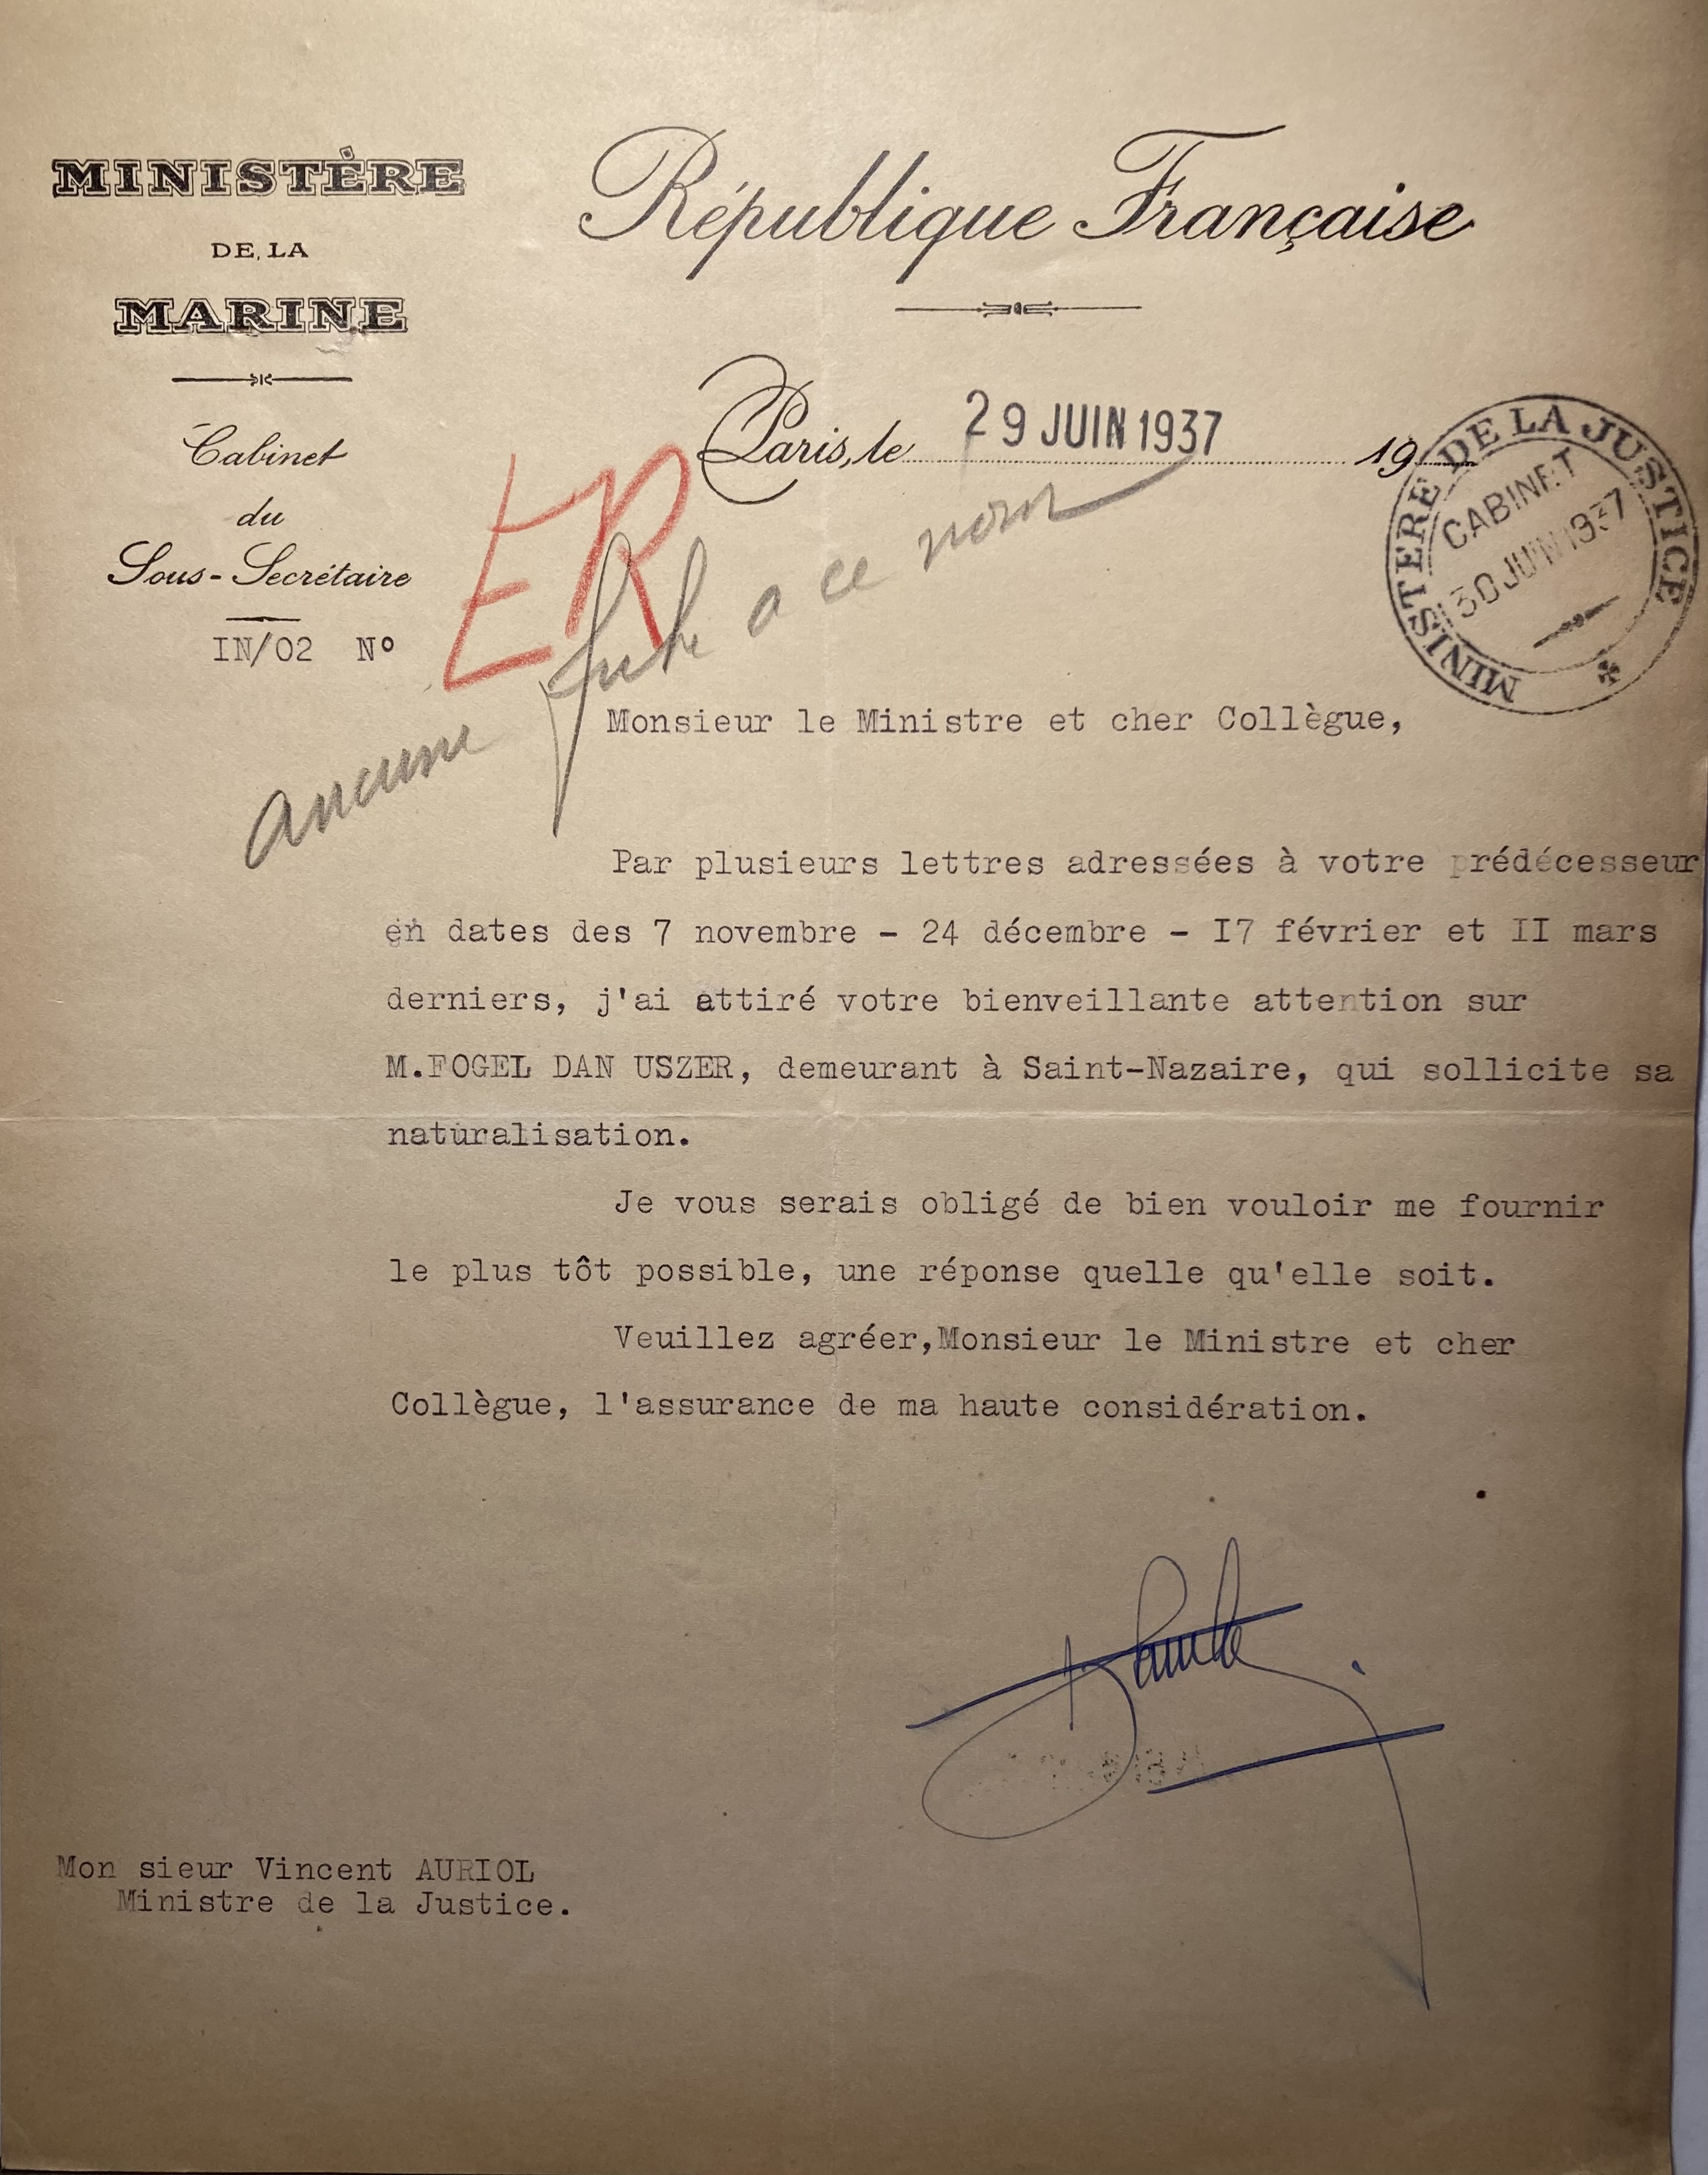 MINISTÈRE
DE LA
MARINE
Cabinet
du
Sous-Secrétaire
IN/02 N°
République Française
Paris, le 29 JUIN 1937 19
MINISTERE DE LA JUSTICE
CABINET
30 JUIN 1937
ER
aucune fiche a ce nom
Monsieur le Ministre et cher Collègue,
Par plusieurs lettres adressées à votre prédécesseur
en dates des 7 novembre - 24 décembre - I7 février et II mars
derniers, j'ai attiré votre bienveillante attention sur
M.FOGEL DAN USZER, demeurant à Saint-Nazaire, qui sollicite sa
naturalisation.
Je vous serais obligé de bien vouloir me fournir
le plus tôt possible, une réponse quelle qu'elle soit.
Veuillez agréer,Monsieur le Ministre et cher
Collègue, l'assurance de ma haute considération.
Mon sieur Vincent AURIOL
Ministre de la Justice.